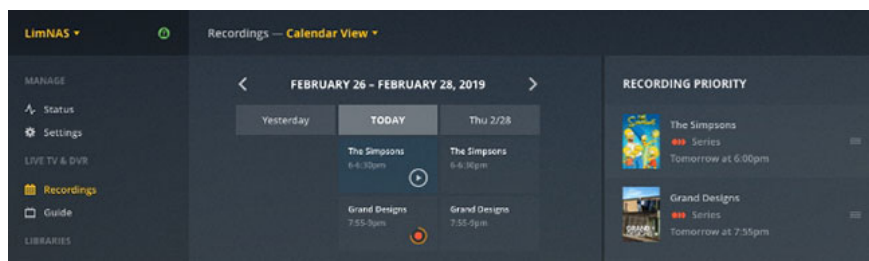 LimNAS
Recordings — Calendar View
MANAGE
Status
Settings
LIVE TV & DVR
Recordings
Guide
LIBRARIES
FEBRUARY 26 – FEBRUARY 28, 2019
Yesterday
TODAY
Thu 2/28
The Simpsons
6-6:30pm
The Simpsons
6-6:30pm
Grand Designs
7:55-9pm
Grand Designs
7:55-9pm
RECORDING PRIORITY
The Simpsons
Series
Tomorrow at 6:00pm
Grand Designs
Series
Tomorrow at 7:55pm